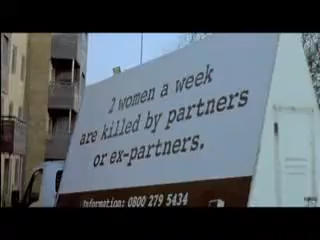 2 women a week
are killed by partners
or ex-partners.
Information: 0800 279 5434